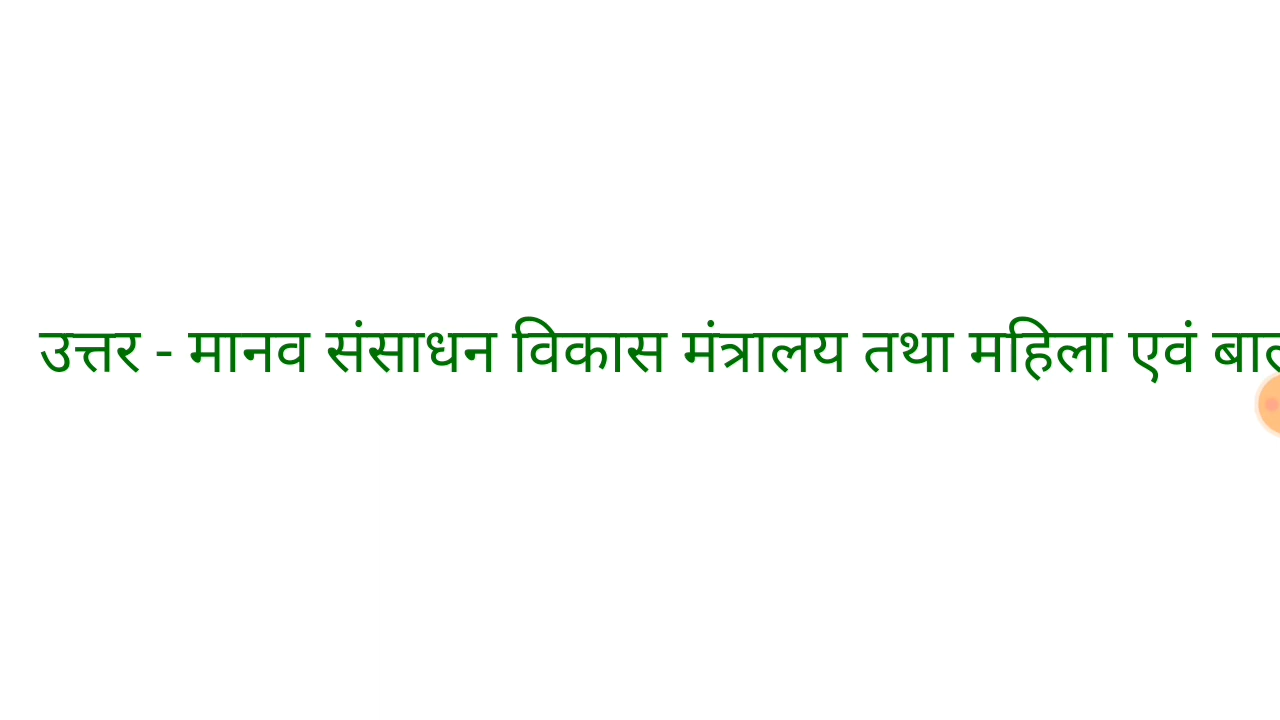 उत्तर - मानव संसाधन विकास मंत्रालय तथा महिला एवं